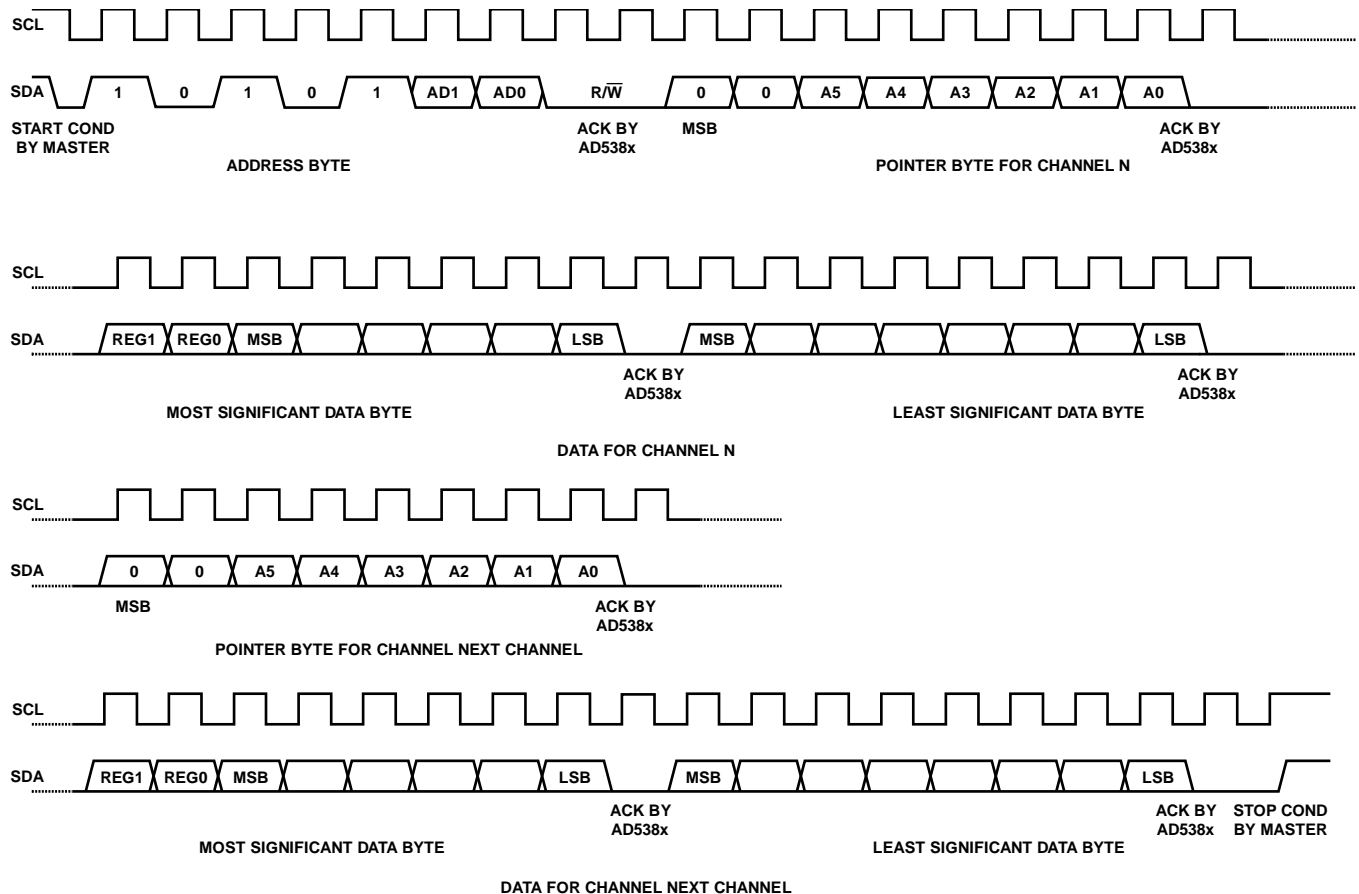 SCL
SDA 1 0 1 0 1 AD1 AD0 R/W̅ 0 0 A5 A4 A3 A2 A1 A0
START COND ACK BY MSB ACK BY
BY MASTER AD538x AD538x
ADDRESS BYTE POINTER BYTE FOR CHANNEL N
SCL
SDA REG1 REG0 MSB LSB MSB LSB
ACK BY ACK BY
AD538x AD538x
MOST SIGNIFICANT DATA BYTE LEAST SIGNIFICANT DATA BYTE
DATA FOR CHANNEL N
SCL
SDA 0 0 A5 A4 A3 A2 A1 A0
MSB ACK BY
AD538x
POINTER BYTE FOR CHANNEL NEXT CHANNEL
SCL
SDA REG1 REG0 MSB LSB MSB LSB
ACK BY ACK BY STOP COND
AD538x AD538x BY MASTER
MOST SIGNIFICANT DATA BYTE LEAST SIGNIFICANT DATA BYTE
DATA FOR CHANNEL NEXT CHANNEL